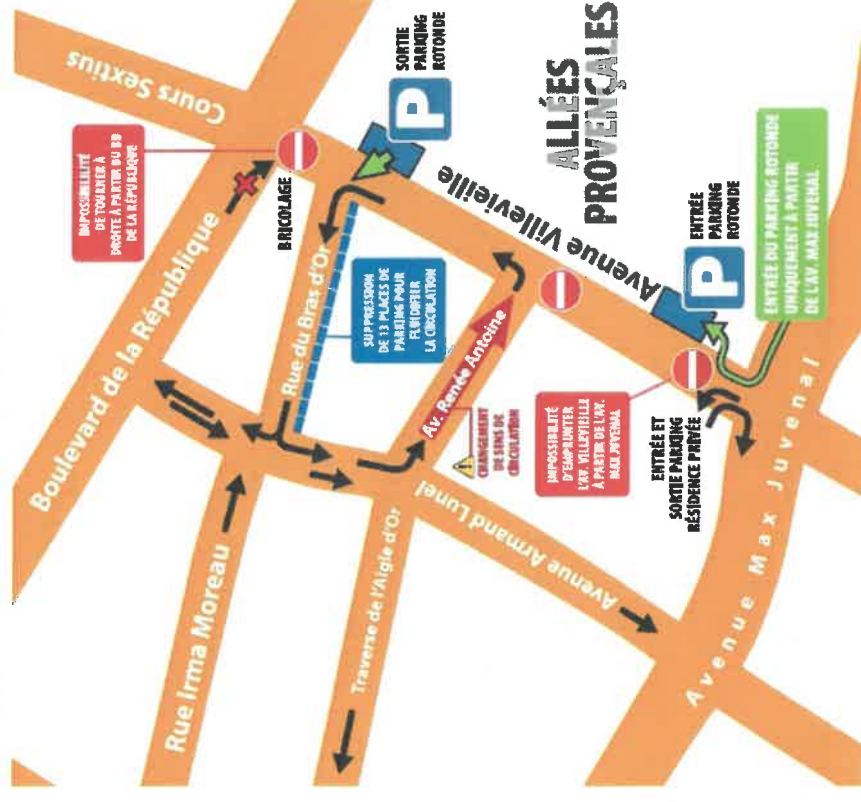 Cours Sextius
IMPOSSIBILITÉ
DE TOURNER À
DROITE À PARTIR DU BD
DE LA RÉPUBLIQUE
Boulevard de la République
BRICOLAGE
SORTIE
PARKING
ROTONDE
P
Rue du Bras d'Or
SUPPRESSION
DE 13 PLACES DE
PARKING POUR
FLUIDIFIER
LA CIRCULATION
ALLÉES
PROVENÇALES
Avenue Villevieille
Rue Irma Moreau
Av. Renée Antoine
CHANGEMENT
DE SENS DE
CIRCULATION
ENTRÉE
PARKING
ROTONDE
P
Traverse de l'Aigle d'Or
Avenue Armand Lunel
IMPOSSIBILITÉ
D'EMPRUNTER
L'AV. VILLEVIEILLE
À PARTIR DE L'AV.
MAX JUVENAL
ENTRÉE ET
SORTIE PARKING
RÉSIDENCE PRIVÉE
ENTRÉE DU PARKING ROTONDE
UNIQUEMENT À PARTIR
DE L'AV. MAX JUVENAL
Avenue Max Juvenal